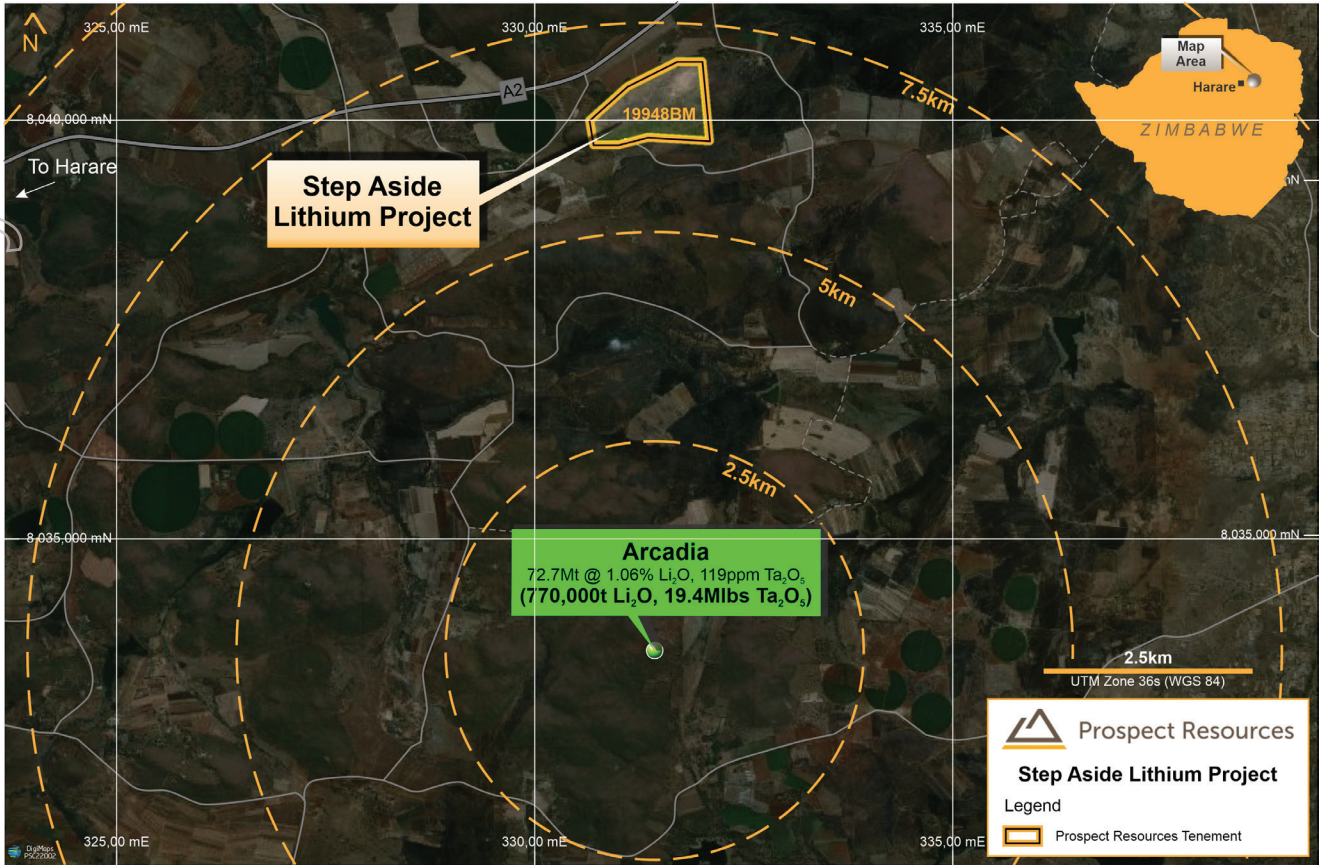 N
325,00 mE
330,00 mE
335,00 mE
Map
Area
Harare
ZIMBABWE
7.5km
A2
19948BM
8,040,000 mN
mN
To Harare
Step Aside
Lithium Project
5km
2.5km
8,035,000 mN
8,035,000 mN
Arcadia
72.7Mt @ 1.06% Li₂O, 119ppm Ta₂O₅
(770,000t Li₂O, 19.4Mlbs Ta₂O₅)
2.5km
UTM Zone 36s (WGS 84)
Prospect Resources
Step Aside Lithium Project
Legend
Prospect Resources Tenement
325,00 mE
330,00 mE
335,00 mE
DigiMaps
PSC22002